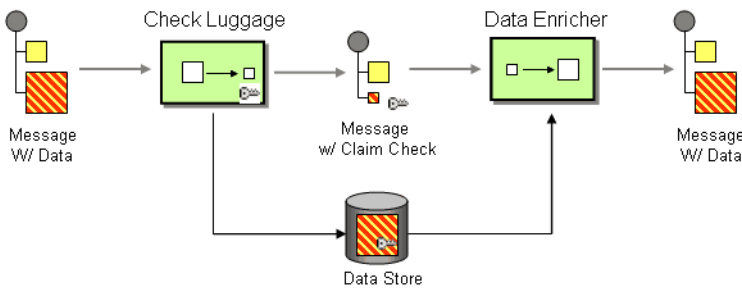 Check Luggage
Data Enricher
Message
W/ Data
Message
w/ Claim Check
Message
W/ Data
Data Store